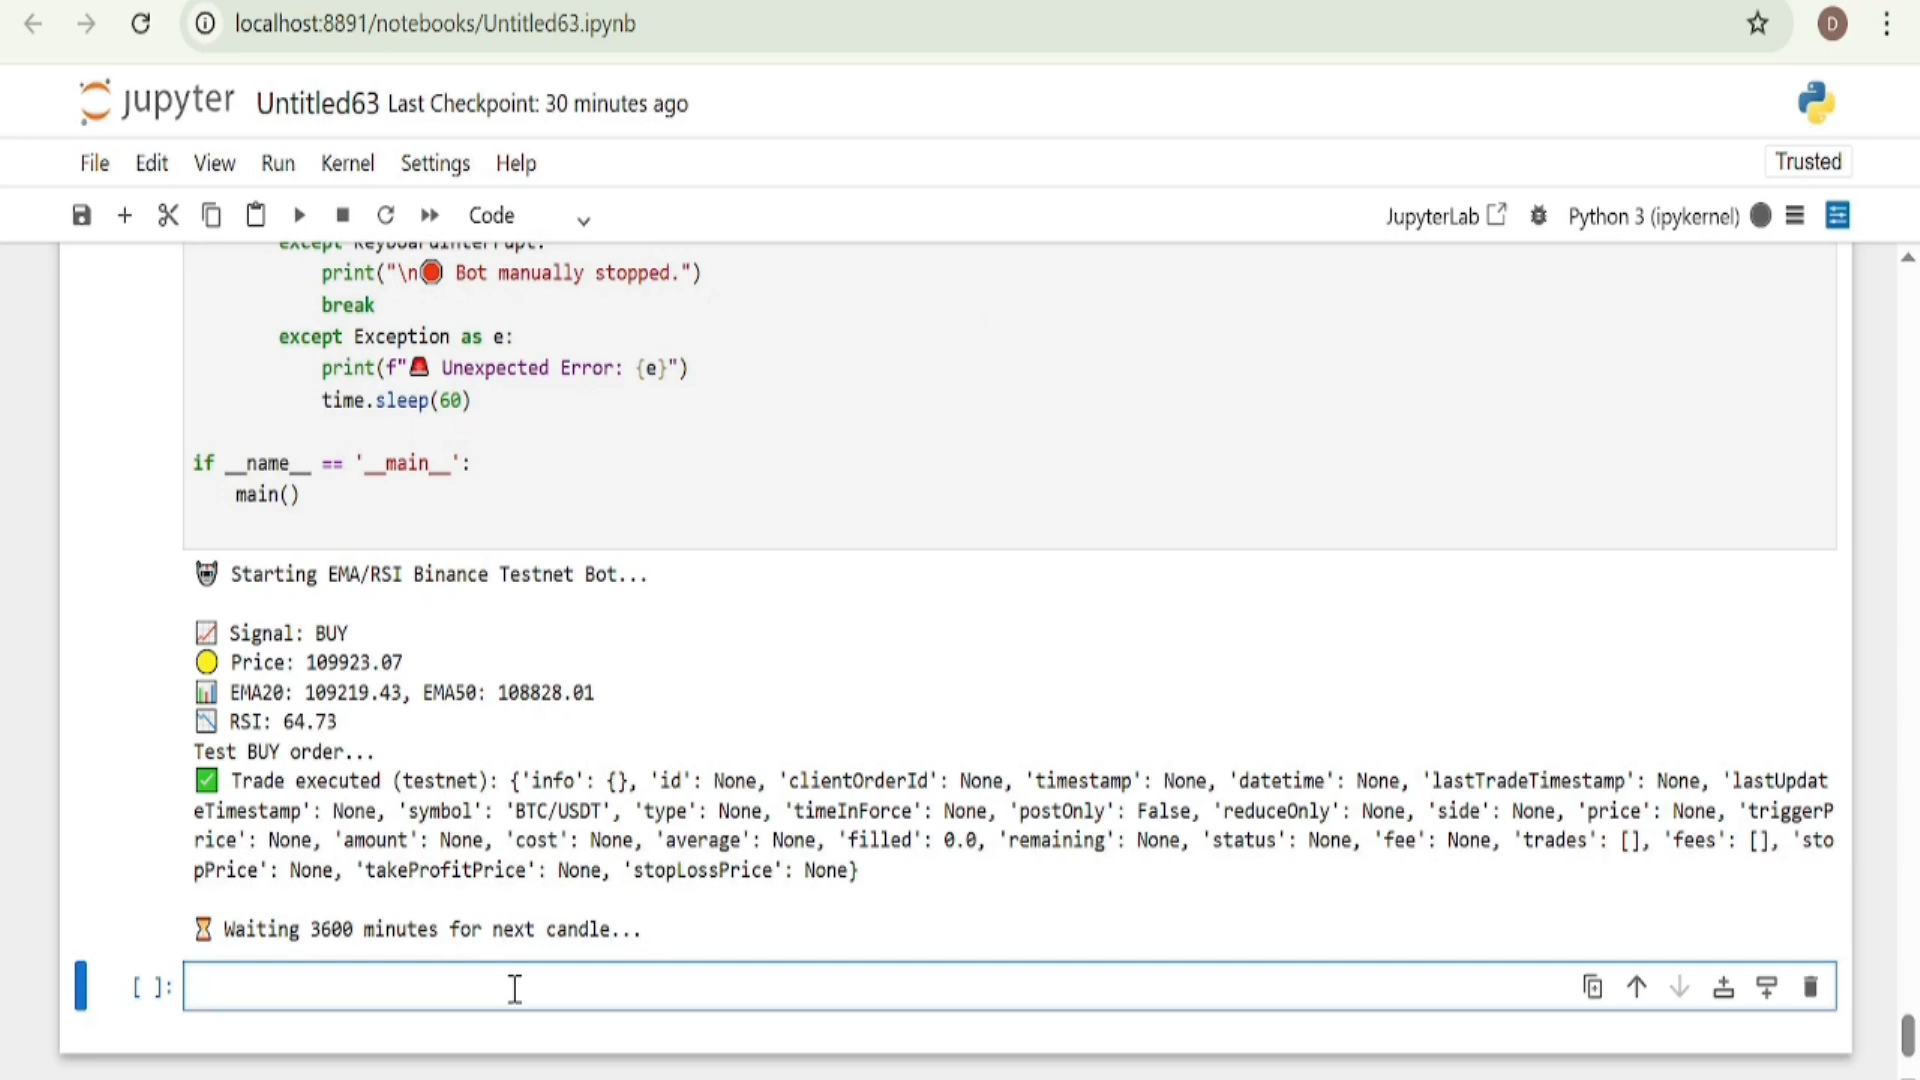 localhost:8891/notebooks/Untitled63.ipynb
D
jupyter Untitled63 Last Checkpoint: 30 minutes ago
File Edit View Run Kernel Settings Help
Trusted
Code
JupyterLab
Python 3 (ipykernel)
except KeyboardInterrupt:
print("\n🛑 Bot manually stopped.")
break
except Exception as e:
print(f"🚨 Unexpected Error: {e}")
time.sleep(60)
if __name__ == '__main__':
main()
Starting EMA/RSI Binance Testnet Bot...
📈 Signal: BUY
🟡 Price: 109923.07
📊 EMA20: 109219.43, EMA50: 108828.01
📉 RSI: 64.73
Test BUY order...
✅ Trade executed (testnet): {'info': {}, 'id': None, 'clientOrderId': None, 'timestamp': None, 'datetime': None, 'lastTradeTimestamp': None, 'lastUpdat
eTimestamp': None, 'symbol': 'BTC/USDT', 'type': None, 'timeInForce': None, 'postOnly': False, 'reduceOnly': None, 'side': None, 'price': None, 'triggerP
rice': None, 'amount': None, 'cost': None, 'average': None, 'filled': 0.0, 'remaining': None, 'status': None, 'fee': None, 'trades': [], 'fees': [], 'sto
pPrice': None, 'takeProfitPrice': None, 'stopLossPrice': None}
⏳ Waiting 3600 minutes for next candle...
[ ]: